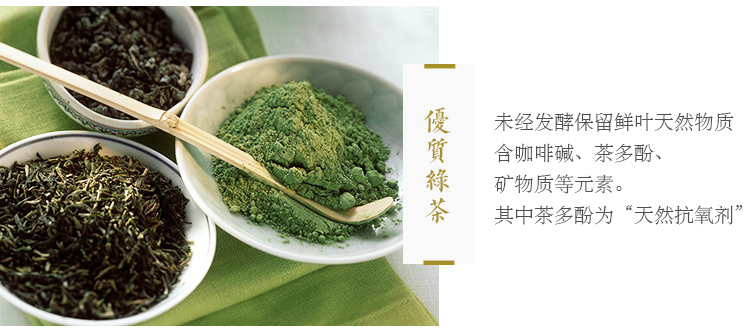 優質綠茶
未经发酵保留鲜叶天然物质
含咖啡碱、茶多酚、
矿物质等元素。
其中茶多酚为“天然抗氧剂”